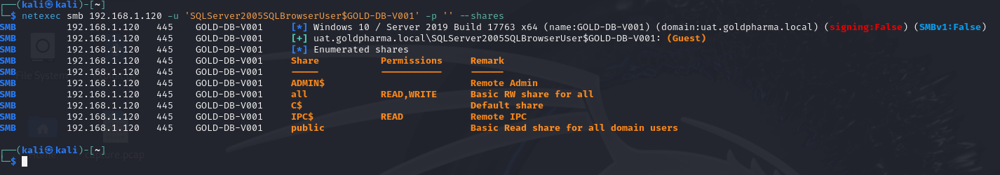 ┌──(kali㉿kali)-[~]
└─$ netexec smb 192.168.1.120 -u 'SQLServer2005SQLBrowserUser$GOLD-DB-V001' -p '' --shares
SMB 192.168.1.120 445 GOLD-DB-V001 [*] Windows 10 / Server 2019 Build 17763 x64 (name:GOLD-DB-V001) (domain:uat.goldpharma.local) (signing:False) (SMBv1:False)
SMB 192.168.1.120 445 GOLD-DB-V001 [+] uat.goldpharma.local\SQLServer2005SQLBrowserUser$GOLD-DB-V001: (Guest)
SMB 192.168.1.120 445 GOLD-DB-V001 [*] Enumerated shares
SMB 192.168.1.120 445 GOLD-DB-V001 Share Permissions Remark
SMB 192.168.1.120 445 GOLD-DB-V001 ----- ----------- ------
SMB 192.168.1.120 445 GOLD-DB-V001 ADMIN$ Remote Admin
SMB 192.168.1.120 445 GOLD-DB-V001 all READ,WRITE Basic RW share for all
SMB 192.168.1.120 445 GOLD-DB-V001 C$ Default share
SMB 192.168.1.120 445 GOLD-DB-V001 IPC$ READ Remote IPC
SMB 192.168.1.120 445 GOLD-DB-V001 public Basic Read share for all domain users
┌──(kali㉿kali)-[~]
└─$
File System
Home
capture.pcap